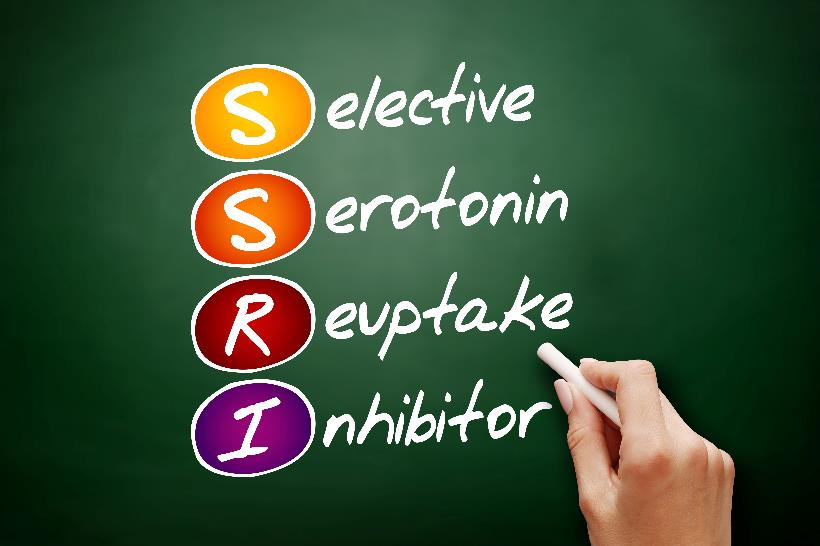 Selective
Serotonin
Reuptake
Inhibitor